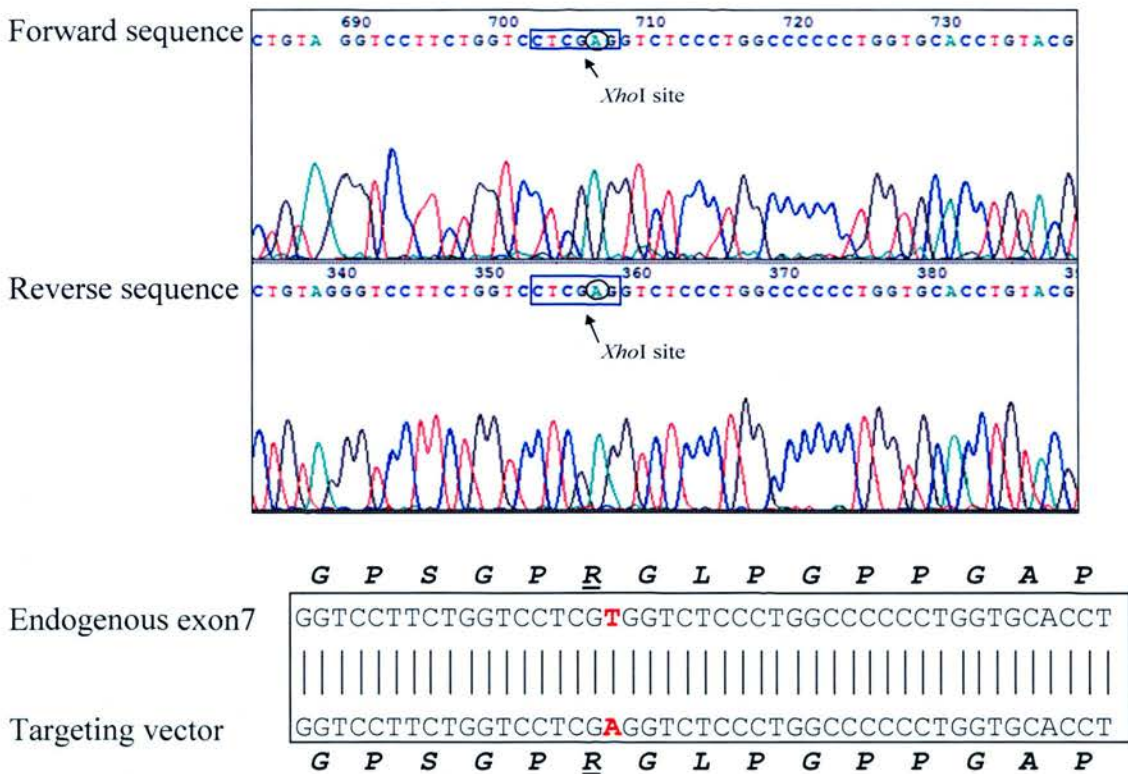 690 700 710 720 730
Forward sequence CTGTA GGTCCTTCTGGTCCTCGAGGTCTCCCTGGCCCCCCTGGTGCACCTGTACG
XhoI site
340 350 360 370 380
Reverse sequence CTGTAGGGTCCTTCTGGTCCTCGAGGTCTCCCTGGCCCCCCTGGTGCACCTGTACG
XhoI site
G P S G P R G L P G P P G A P
Endogenous exon7 GGTCCTTCTGGTCCTCGTGGTCTCCCTGGCCCCCCTGGTGCACCT
Targeting vector GGTCCTTCTGGTCCTCGAGGTCTCCCTGGCCCCCCTGGTGCACCT
G P S G P R G L P G P P G A P